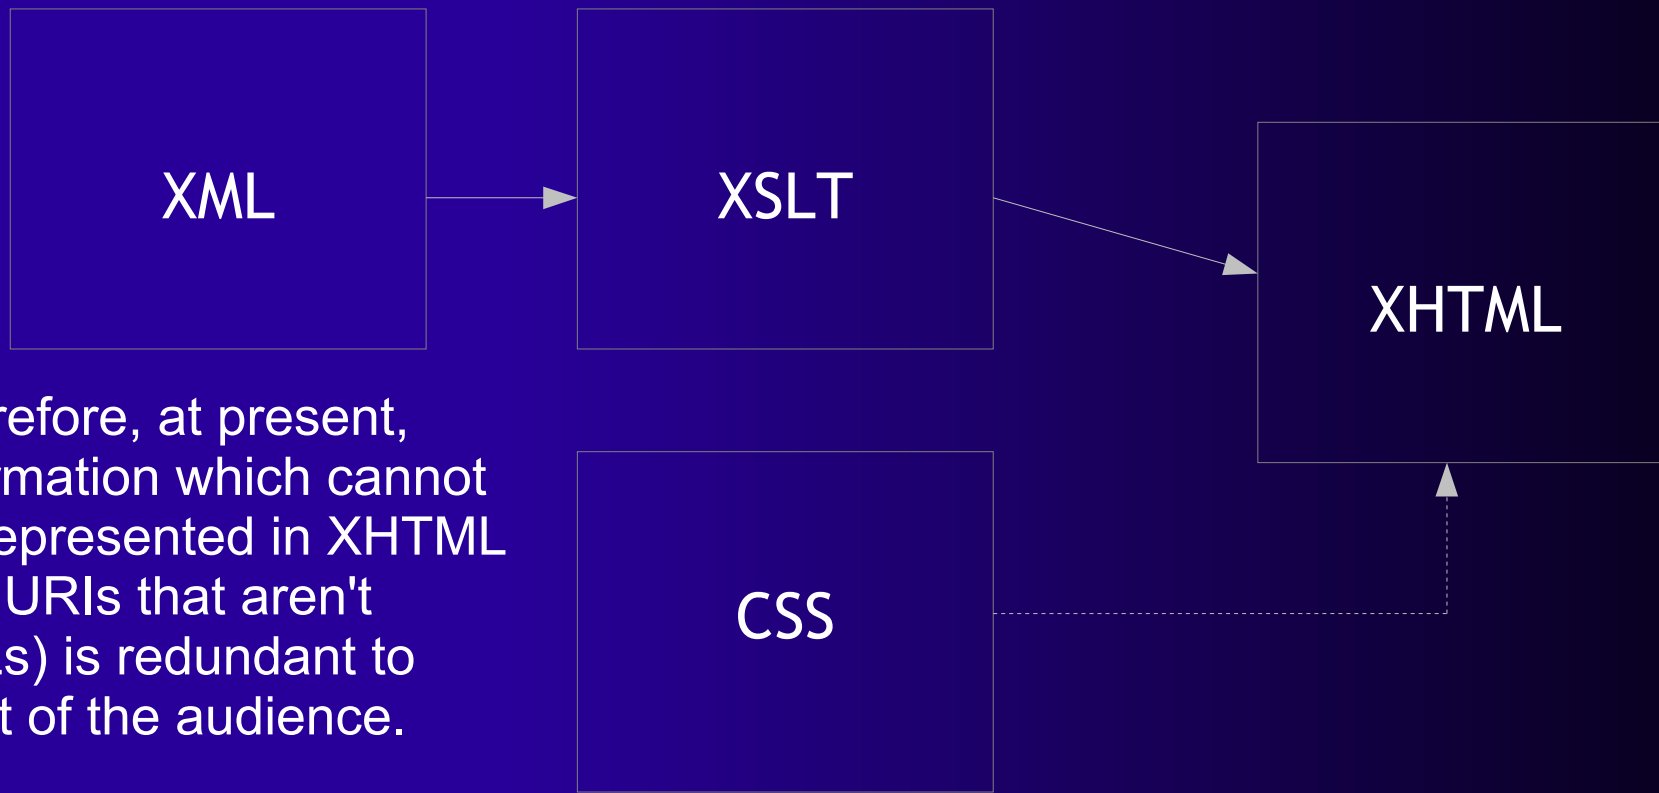 XML
XSLT
XHTML
refore, at present,
rmation which cannot
epresented in XHTML
URIs that aren't
s) is redundant to
t of the audience.
CSS